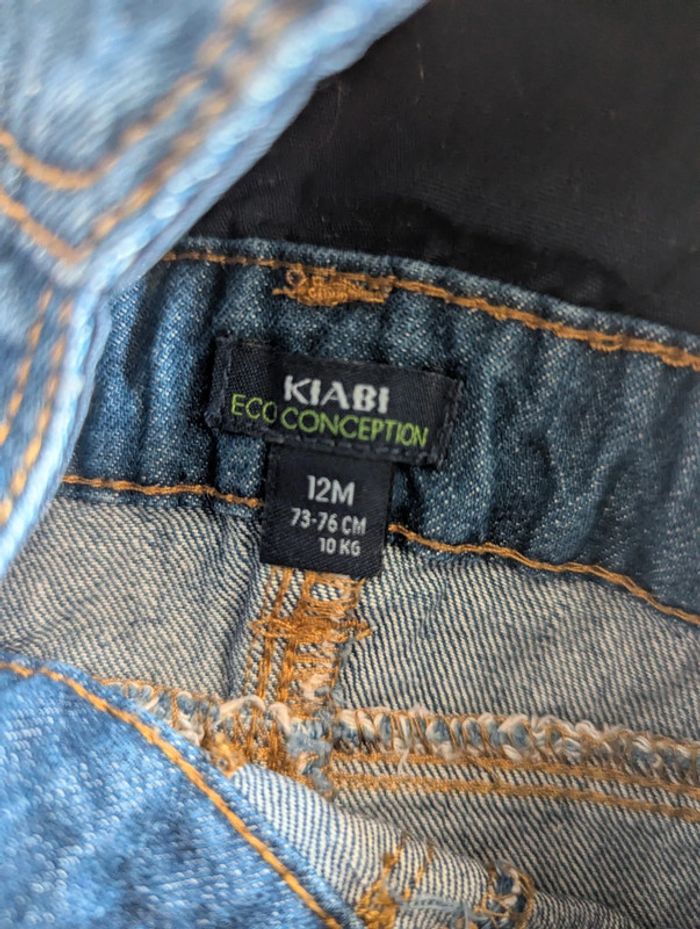 KIABI
ECO CONCEPTION
12M
73-76 CM
10 KG